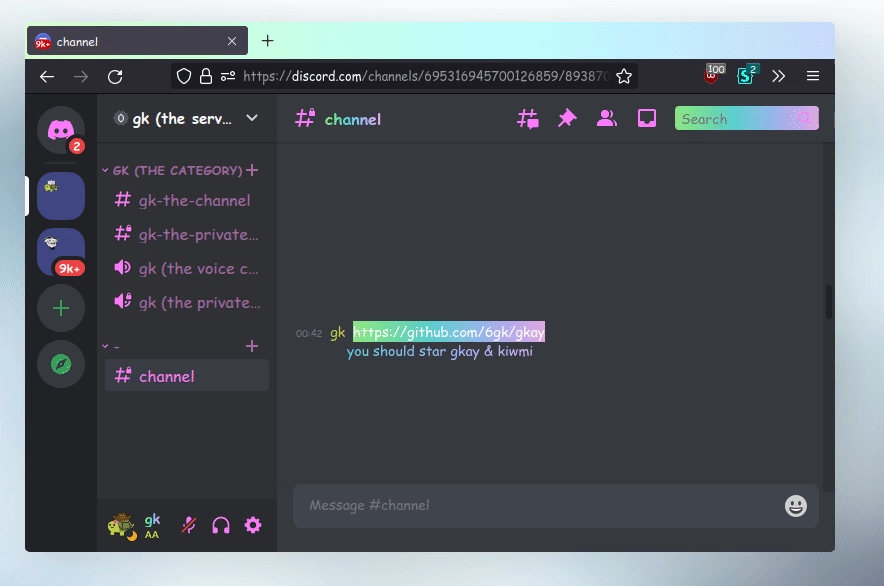 9k+
channel
https://discord.com/channels/695316945700126859/89387
100
2
2
9k+
gk (the serv...
GK (THE CATEGORY)
gk-the-channel
gk-the-private...
gk (the voice c...
gk (the private...
-
channel
gk
AA
channel
Search
00:42 gk https://github.com/6gk/gkay
you should star gkay & kiwmi
Message #channel